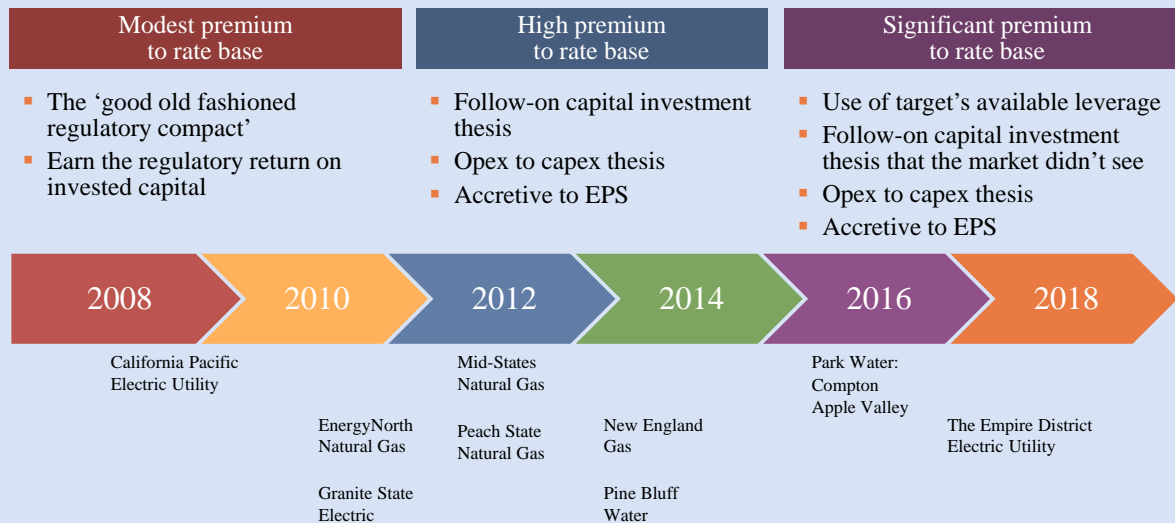 Modest premium
to rate base
High premium
to rate base
Significant premium
to rate base
The ‘good old fashioned
regulatory compact’
Earn the regulatory return on
invested capital
Follow-on capital investment
thesis
Opex to capex thesis
Accretive to EPS
Use of target’s available leverage
Follow-on capital investment
thesis that the market didn’t see
Opex to capex thesis
Accretive to EPS
2008
2010
2012
2014
2016
2018
California Pacific
Electric Utility
EnergyNorth
Natural Gas
Granite State
Electric
Mid-States
Natural Gas
Peach State
Natural Gas
New England
Gas
Pine Bluff
Water
Park Water:
Compton
Apple Valley
The Empire District
Electric Utility